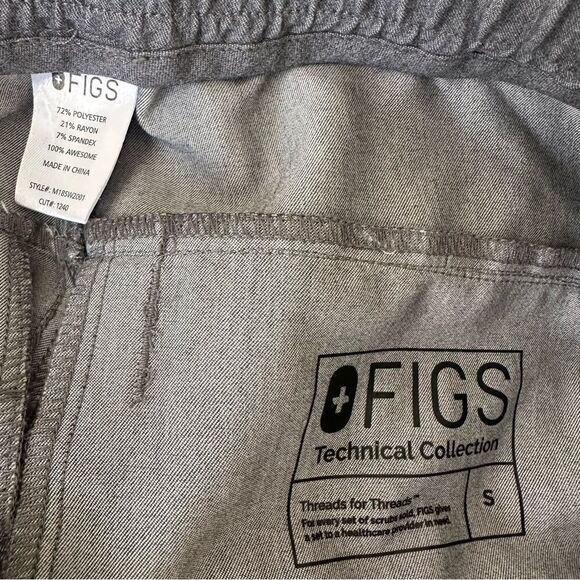 FIGS
72% POLYESTER
21% RAYON
7% SPANDEX
100% AWESOME
MADE IN CHINA
STYLE#: M18SW2001
CUT#: 1240
FIGS
Technical Collection
Threads for Threads™
For every set of scrubs sold, FIGS gives
a set to a healthcare provider in need.
S